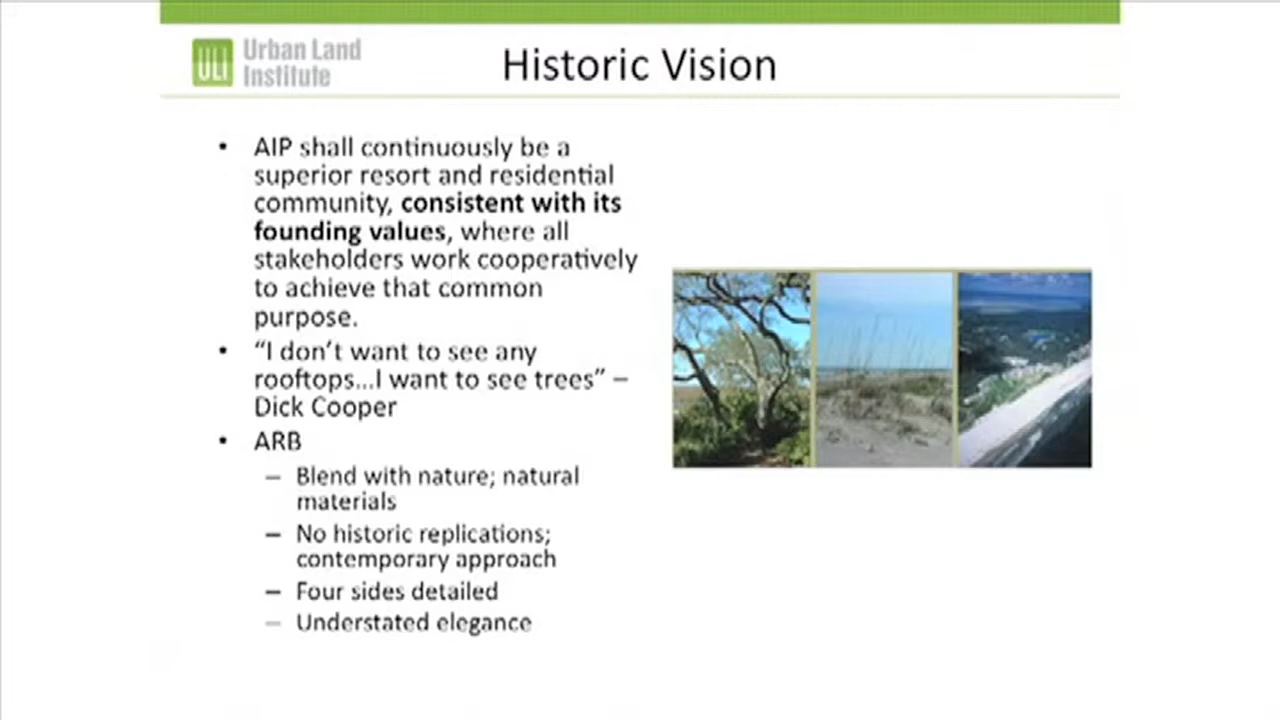 ULI Urban Land
Institute
Historic Vision
• AIP shall continuously be a
superior resort and residential
community, consistent with its
founding values, where all
stakeholders work cooperatively
to achieve that common
purpose.
• “I don’t want to see any
rooftops...I want to see trees” –
Dick Cooper
• ARB
– Blend with nature; natural
materials
– No historic replications;
contemporary approach
– Four sides detailed
– Understated elegance